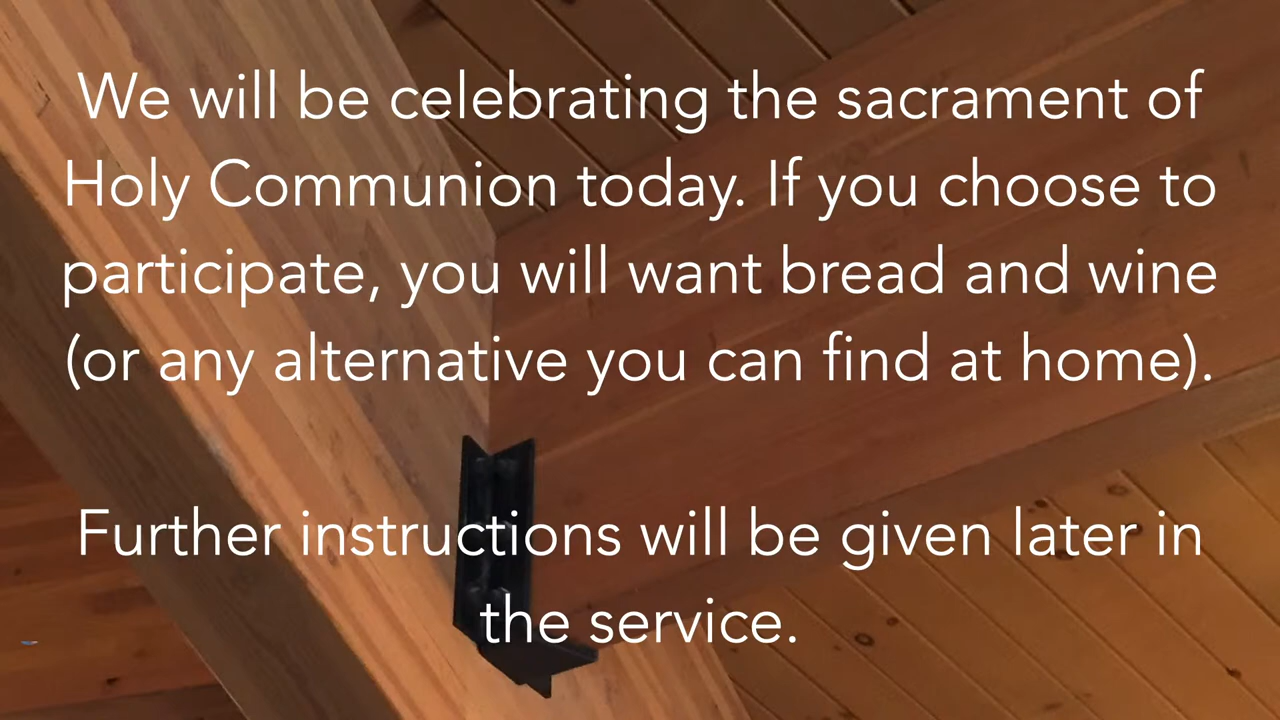 We will be celebrating the sacrament of
Holy Communion today. If you choose to
participate, you will want bread and wine
(or any alternative you can find at home).
Further instructions will be given later in
the service.